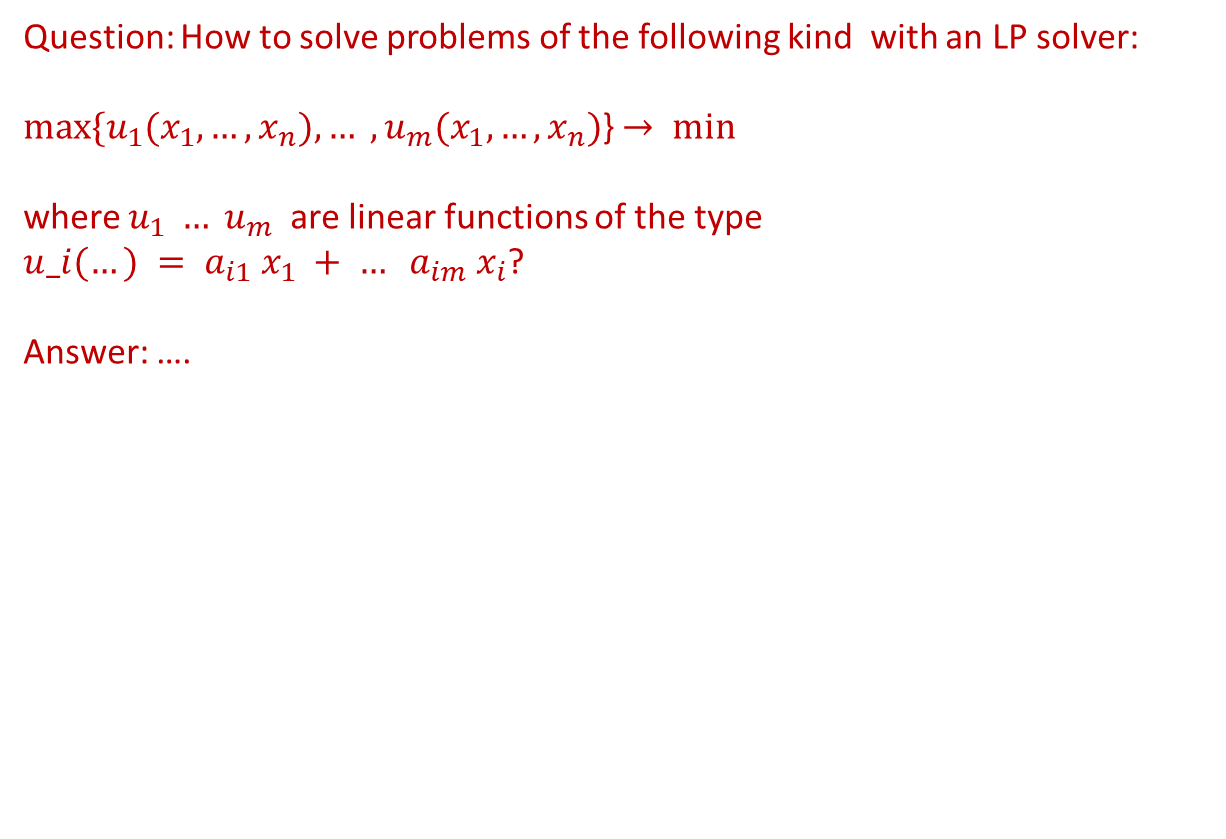 Question: How to solve problems of the following kind with an LP solver:
max{u₁(x₁, … , xₙ), … , uₘ(x₁, … , xₙ)} → min
where u₁ … uₘ are linear functions of the type
u_i(…) = aᵢ₁ x₁ + … aᵢₘ xᵢ?
Answer: ….